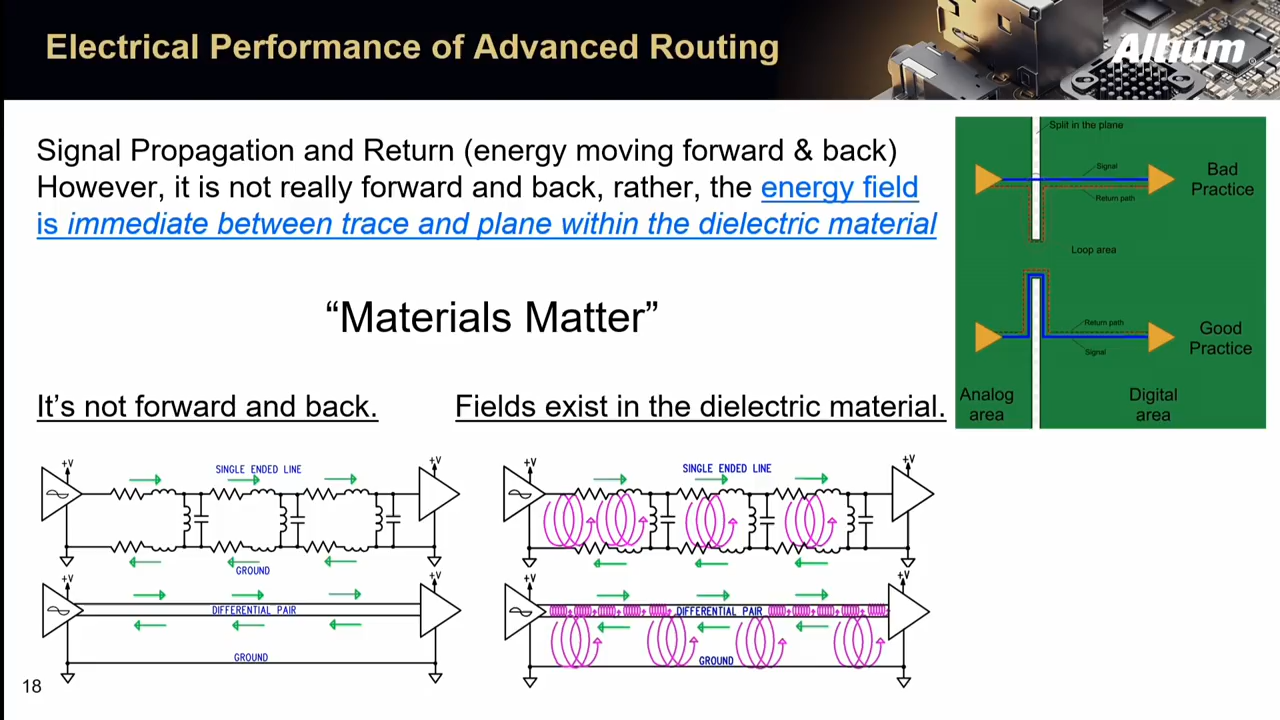 Electrical Performance of Advanced Routing
Altium
Signal Propagation and Return (energy moving forward & back)
However, it is not really forward and back, rather, the energy field
is immediate between trace and plane within the dielectric material
“Materials Matter”
It’s not forward and back.
Fields exist in the dielectric material.
Split in the plane
Signal
Return path
Bad
Practice
Loop area
Return path
Signal
Good
Practice
Analog
area
Digital
area
+V
SINGLE ENDED LINE
+V
GROUND
+V
DIFFERENTIAL PAIR
+V
GROUND
+V
SINGLE ENDED LINE
+V
+V
DIFFERENTIAL PAIR
+V
GROUND
18